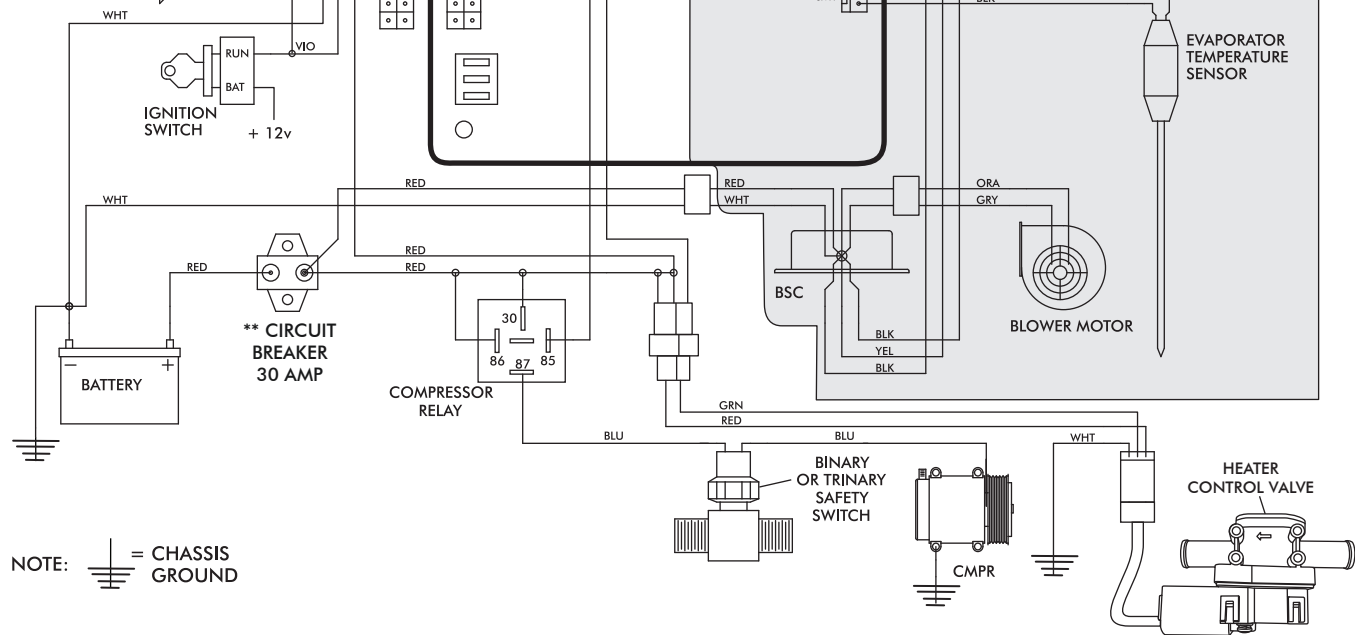 WHT
BLK
RUN
VIO
BAT
IGNITION
SWITCH
+ 12v
EVAPORATOR
TEMPERATURE
SENSOR
RED
RED
ORA
WHT
WHT
GRY
RED
RED
RED
BSC
BLOWER MOTOR
** CIRCUIT
BREAKER
30 AMP
30
86
87
85
COMPRESSOR
RELAY
BLK
YEL
BLK
−
+
BATTERY
GRN
RED
BLU
BLU
WHT
BINARY
OR TRINARY
SAFETY
SWITCH
HEATER
CONTROL VALVE
CMPR
NOTE:
= CHASSIS
GROUND